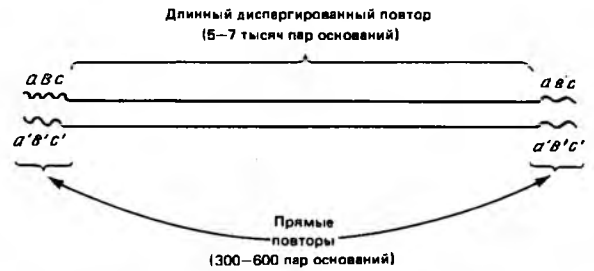 Длинный диспергированный повтор
(5—7 тысяч пар оснований)
a в c
a в c
a'в'c'
a'в'c'
Прямые
повторы
(300—600 пар оснований)